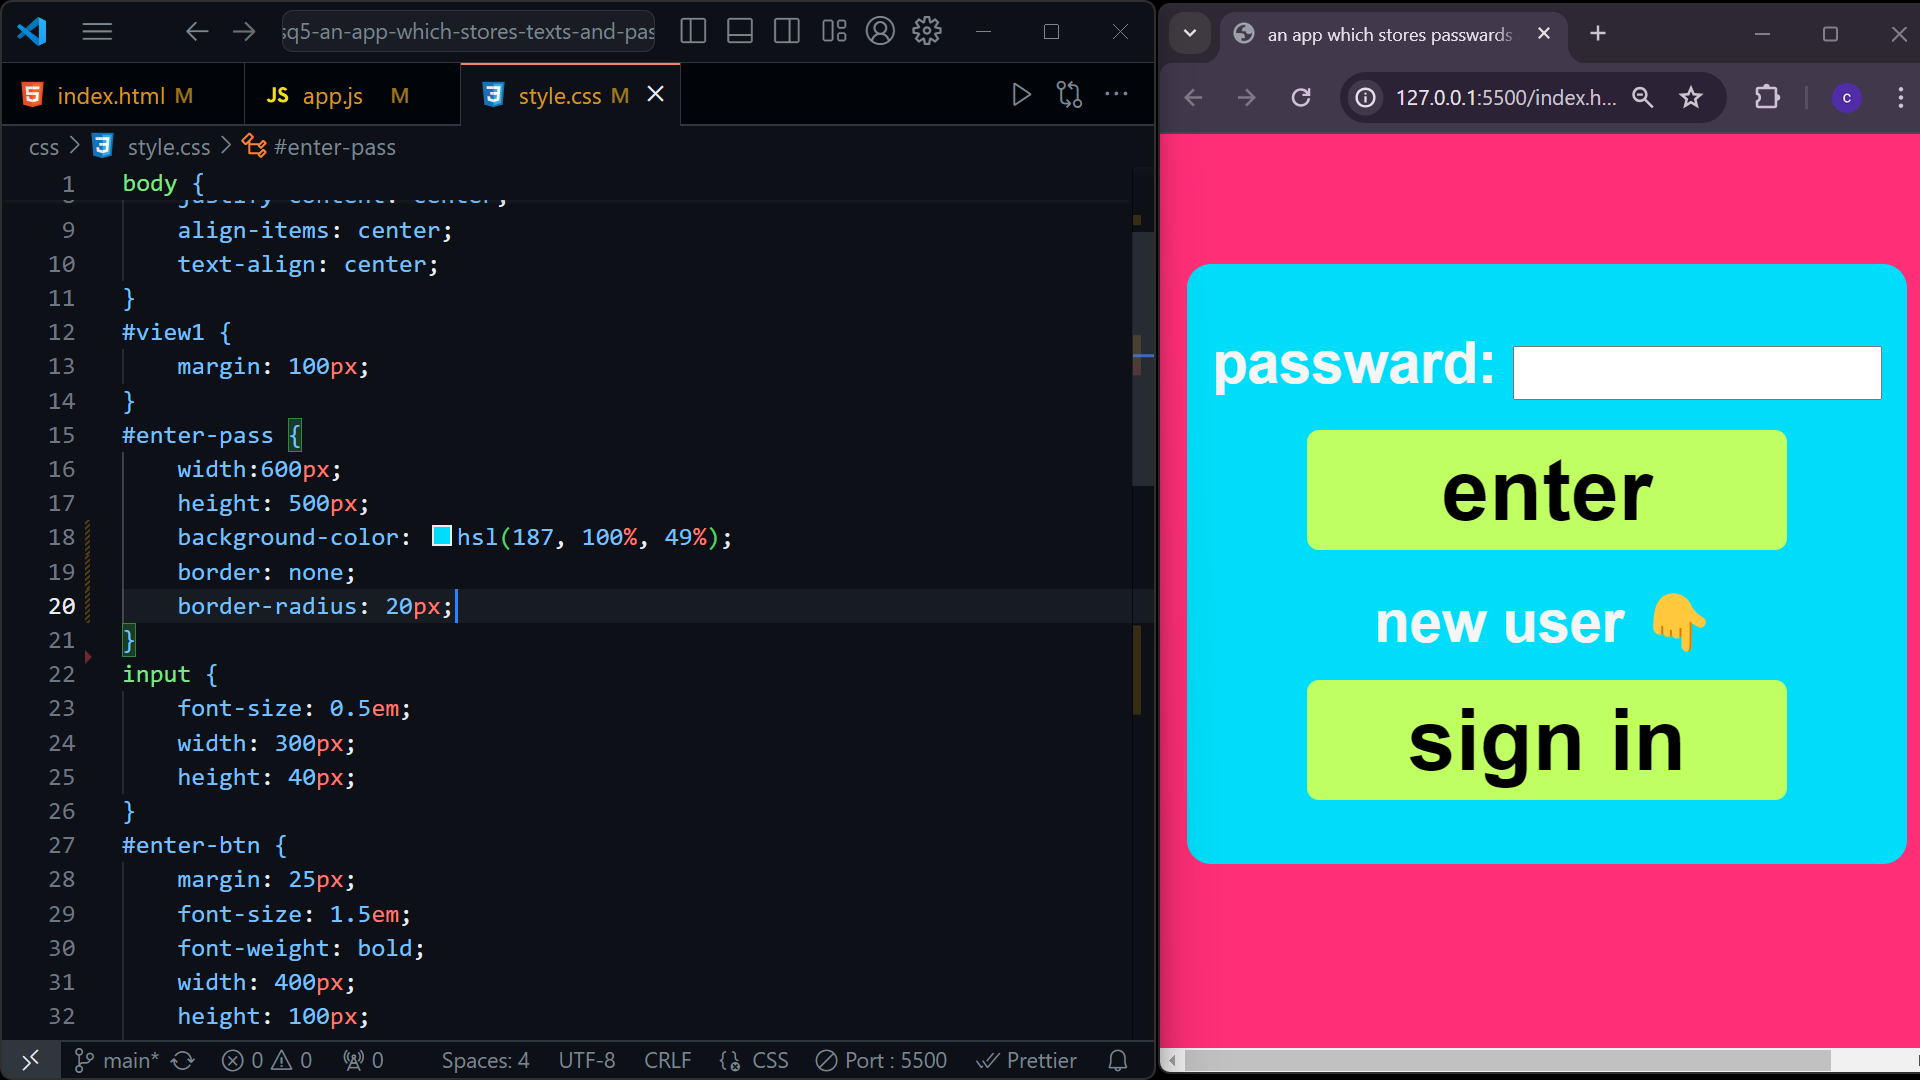 sq5-an-app-which-stores-texts-and-pas
index.html M
JS app.js M
style.css M
css > style.css > #enter-pass
1 body {
justify-content: center;
9 align-items: center;
10 text-align: center;
11 }
12 #view1 {
13 margin: 100px;
14 }
15 #enter-pass {
16 width:600px;
17 height: 500px;
18 background-color: hsl(187, 100%, 49%);
19 border: none;
20 border-radius: 20px;
21 }
22 input {
23 font-size: 0.5em;
24 width: 300px;
25 height: 40px;
26 }
27 #enter-btn {
28 margin: 25px;
29 font-size: 1.5em;
30 font-weight: bold;
31 width: 400px;
32 height: 100px;
main* 0 0 0 Spaces: 4 UTF-8 CRLF CSS Port : 5500 Prettier
an app which stores passwards
127.0.0.1:5500/index.h...
c
passward:
enter
new user 👇
sign in